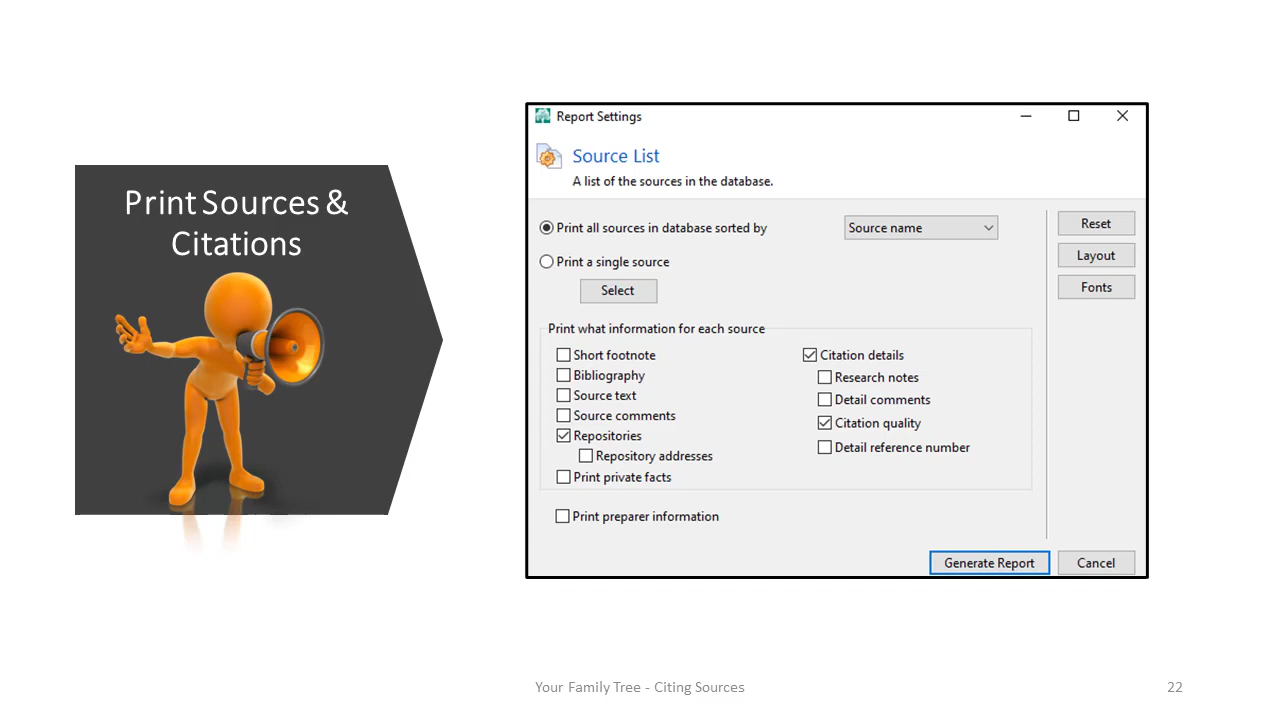 Print Sources &
Citations
Report Settings
Source List
A list of the sources in the database.
Print all sources in database sorted by
Source name
Reset
Print a single source
Layout
Select
Fonts
Print what information for each source
Short footnote
Bibliography
Source text
Source comments
Repositories
Repository addresses
Print private facts
Citation details
Research notes
Detail comments
Citation quality
Detail reference number
Print preparer information
Generate Report
Cancel
Your Family Tree - Citing Sources
22